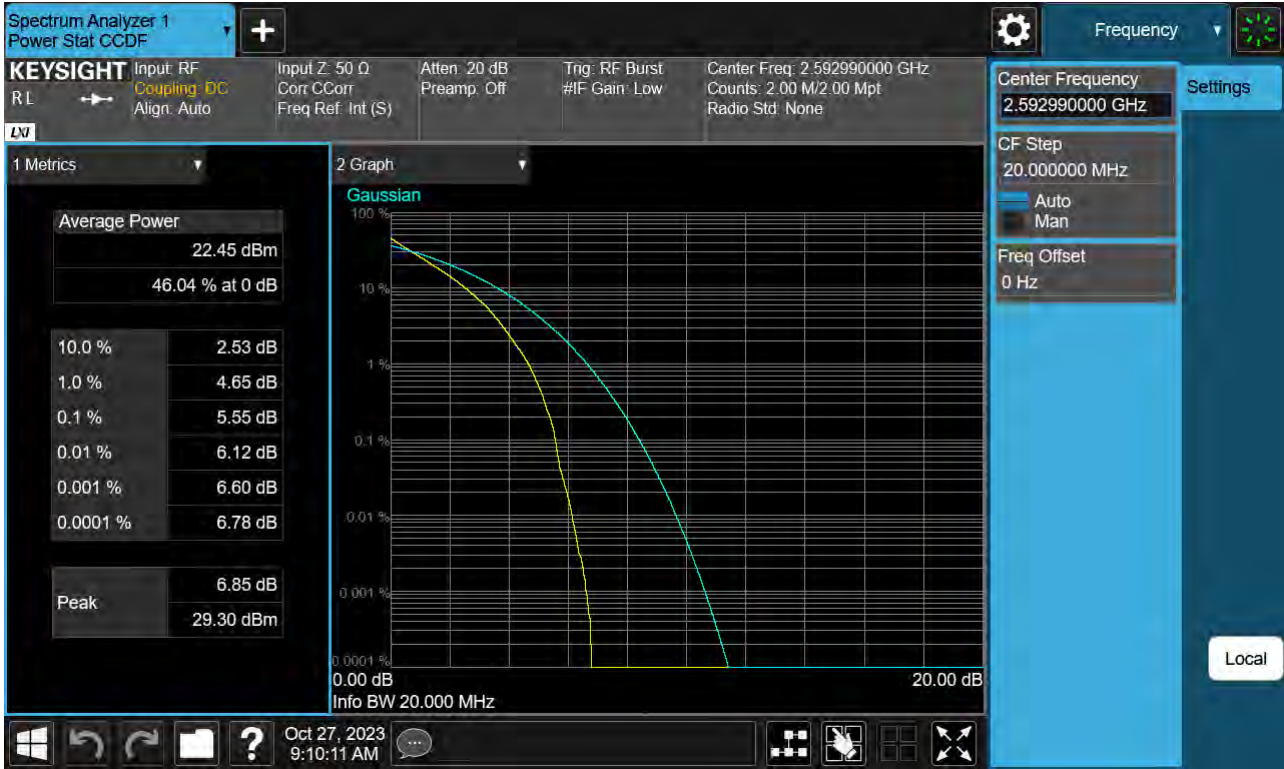 Spectrum Analyzer 1
Power Stat CCDF
Frequency
KEYSIGHT
R L
LXI
Input: RF
Coupling: DC
Align: Auto
Input Z: 50 Ω
Corr CCorr
Freq Ref: Int (S)
Atten: 20 dB
Preamp: Off
Trig: RF Burst
#IF Gain: Low
Center Freq: 2.592990000 GHz
Counts: 2.00 M/2.00 Mpt
Radio Std: None
Center Frequency
2.592990000 GHz
Settings
CF Step
20.000000 MHz
Auto
Man
Freq Offset
0 Hz
1 Metrics
Average Power
22.45 dBm
46.04 % at 0 dB
10.0 % 2.53 dB
1.0 % 4.65 dB
0.1 % 5.55 dB
0.01 % 6.12 dB
0.001 % 6.60 dB
0.0001 % 6.78 dB
Peak 6.85 dB
29.30 dBm
2 Graph
Gaussian
100 %
10 %
1 %
0.1 %
0.01 %
0.001 %
0.0001 %
0.00 dB 20.00 dB
Info BW 20.000 MHz
Local
?
Oct 27, 2023
9:10:11 AM